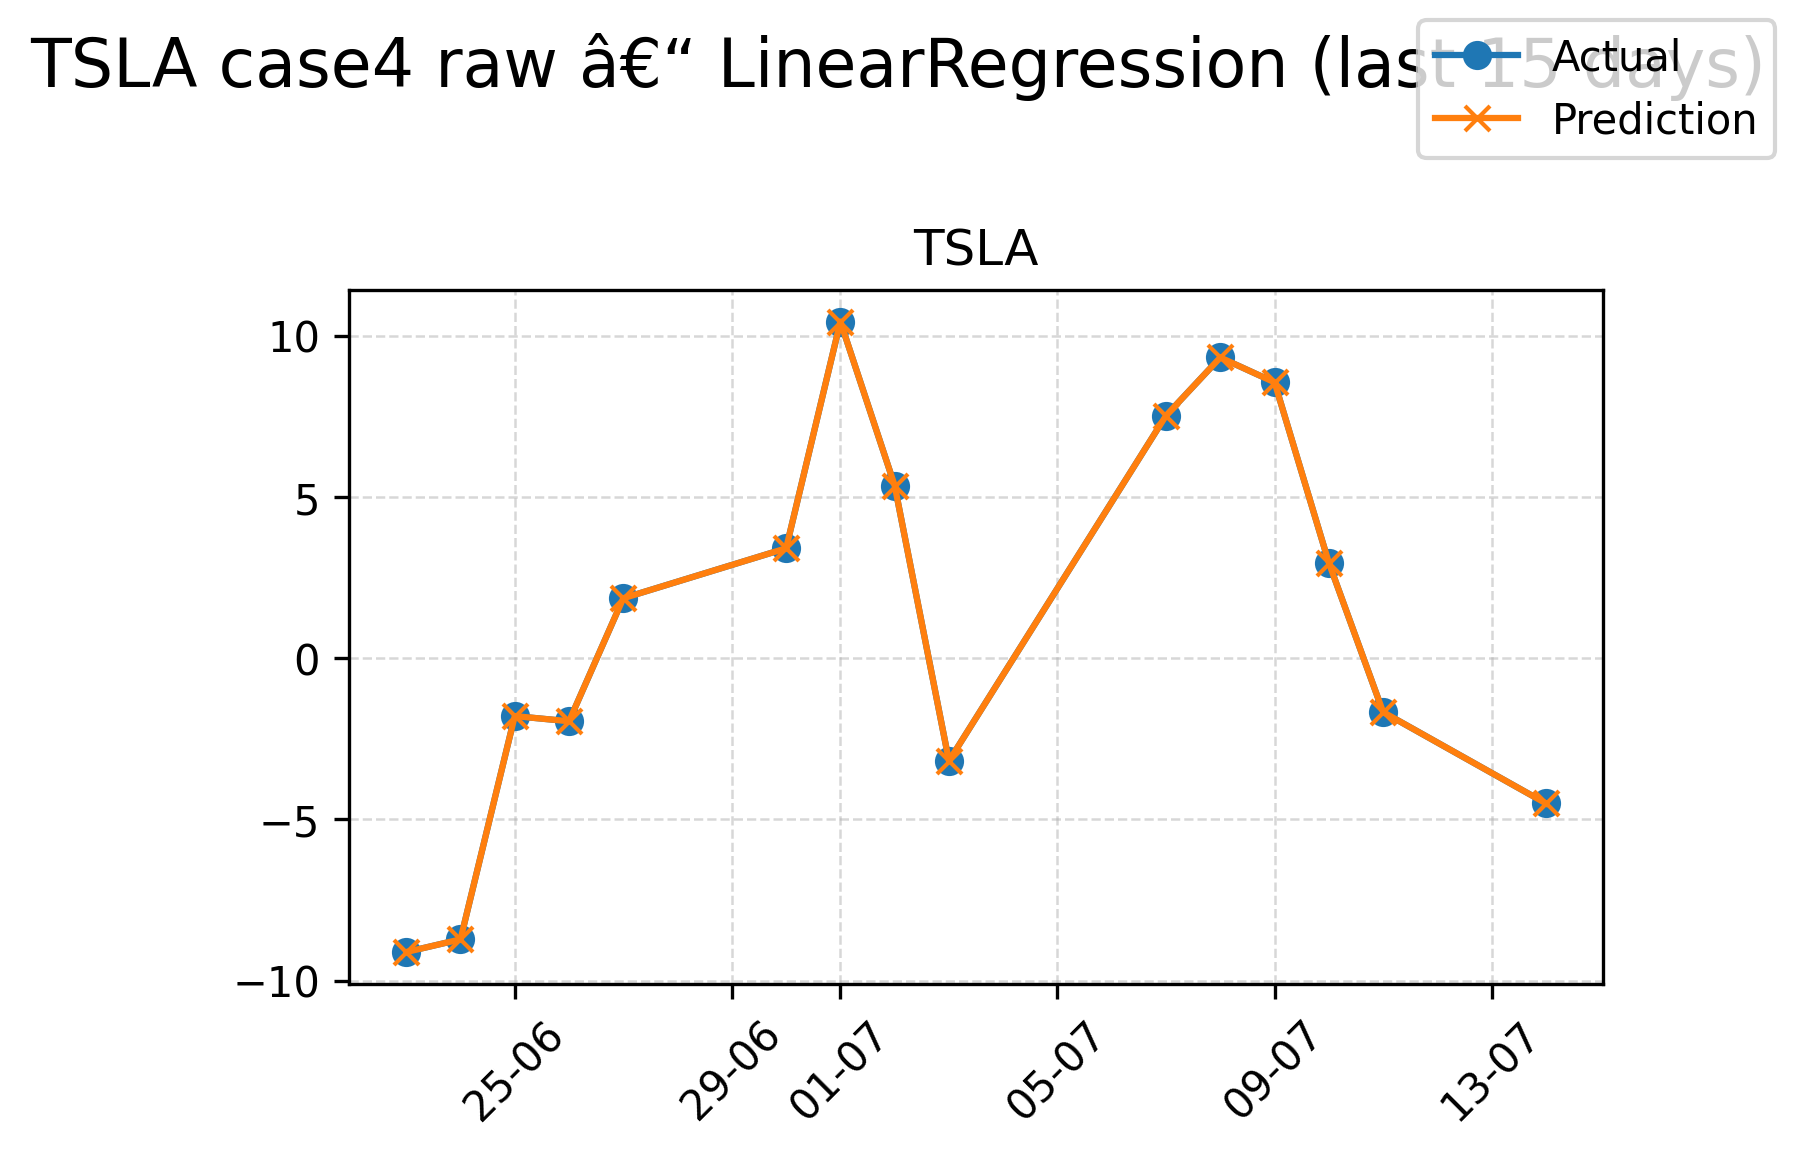 TSLA case4 raw â€“ LinearRegression (last 15 days)
Actual
Prediction
TSLA
10
5
0
−5
−10
25-06
29-06
01-07
05-07
09-07
13-07